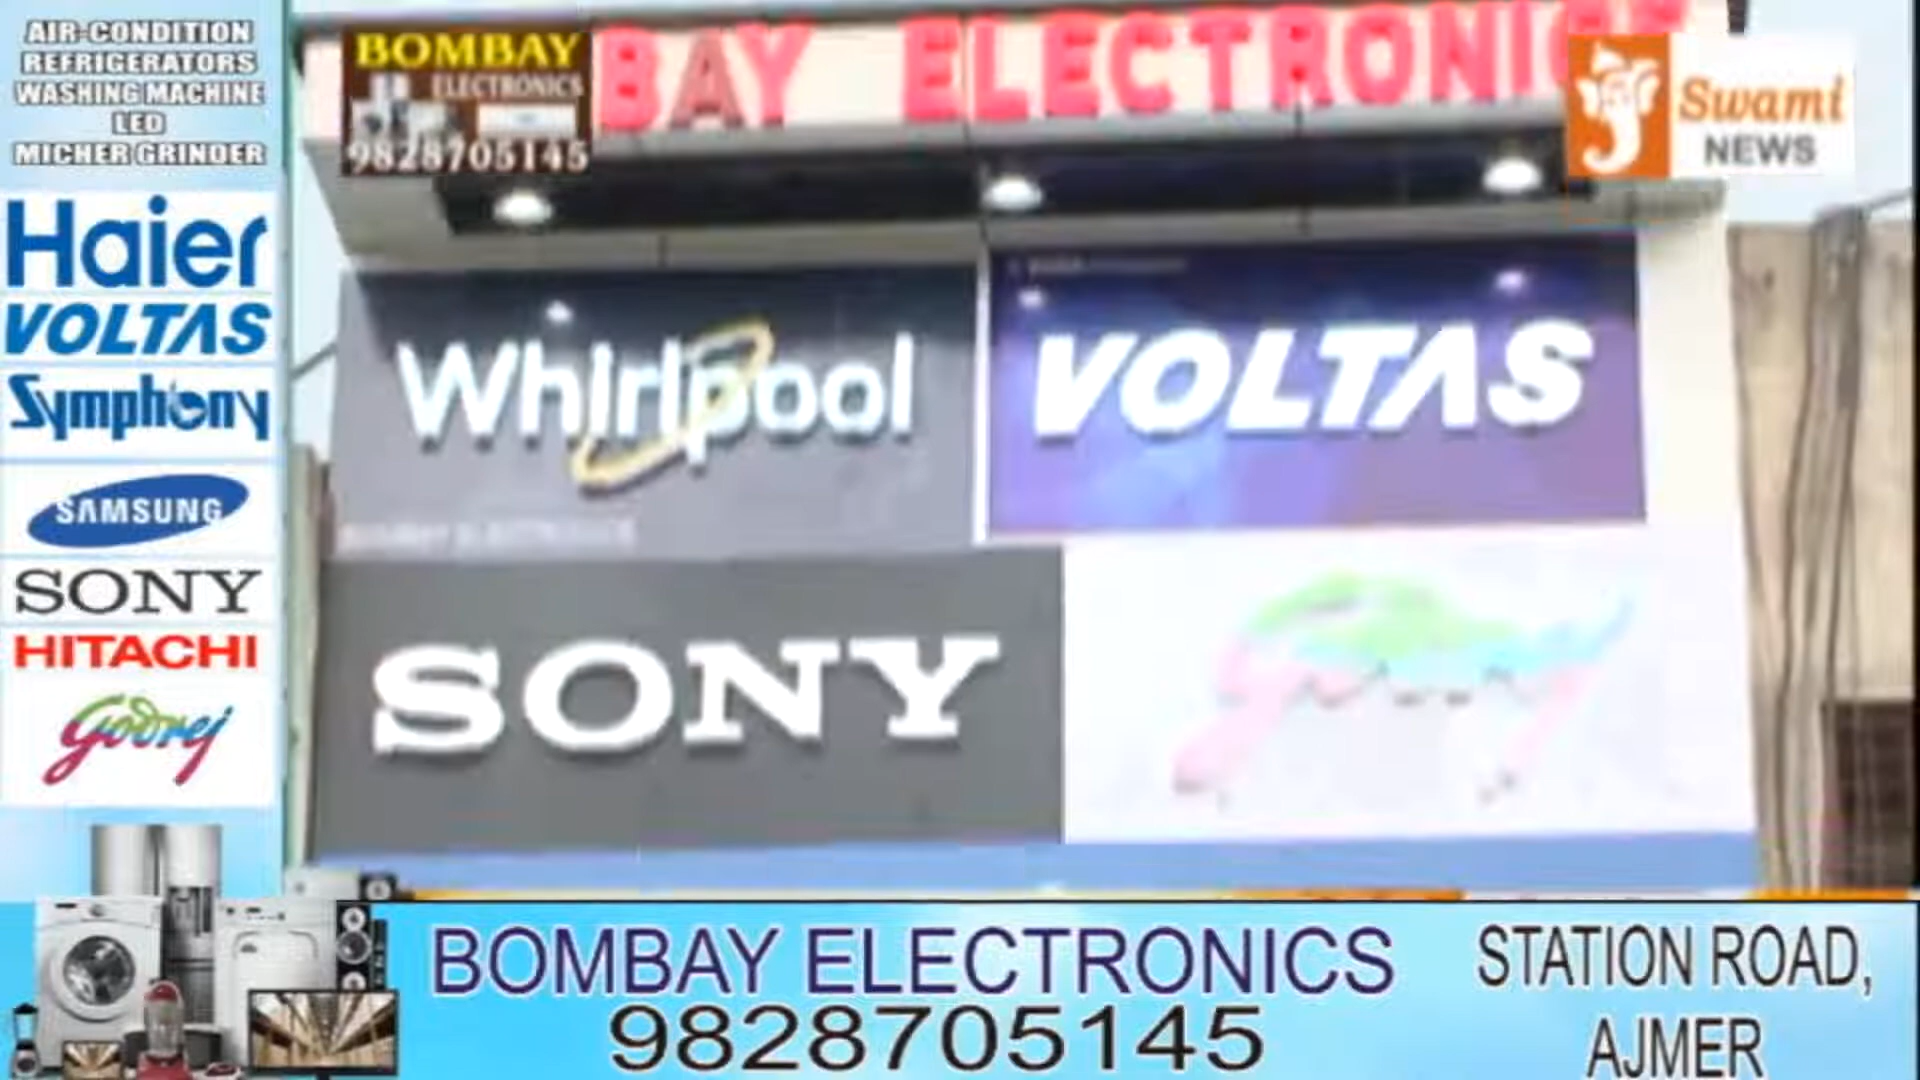 AIR-CONDITION
REFRIGERATORS
WASHING MACHINE
LED
MICHER GRINDER
Haier
VOLTAS
Symphony
SAMSUNG
SONY
HITACHI
Godrej
BOMBAY
ELECTRONICS
9828705145
BAY ELECTRONIC
Swami
NEWS
Whirlpool
VOLTAS
SONY
BOMBAY ELECTRONICS
9828705145
STATION ROAD,
AJMER